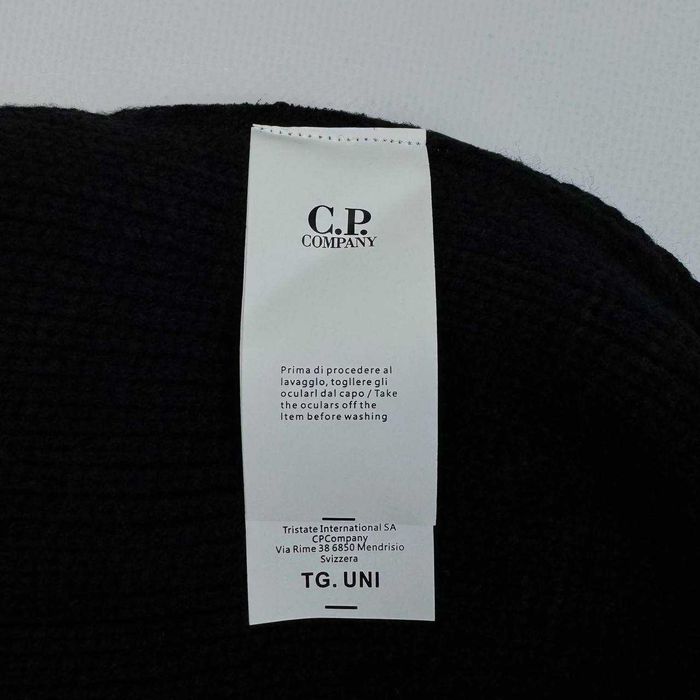 C.P.
COMPANY
Prima di procedere al
lavagglo, togllere gli
ocularl dal capo / Take
the oculars off the
Item before washing
Tristate International SA
CPCompany
Via Rime 38 6850 Mendrisio
Svizzera
TG. UNI